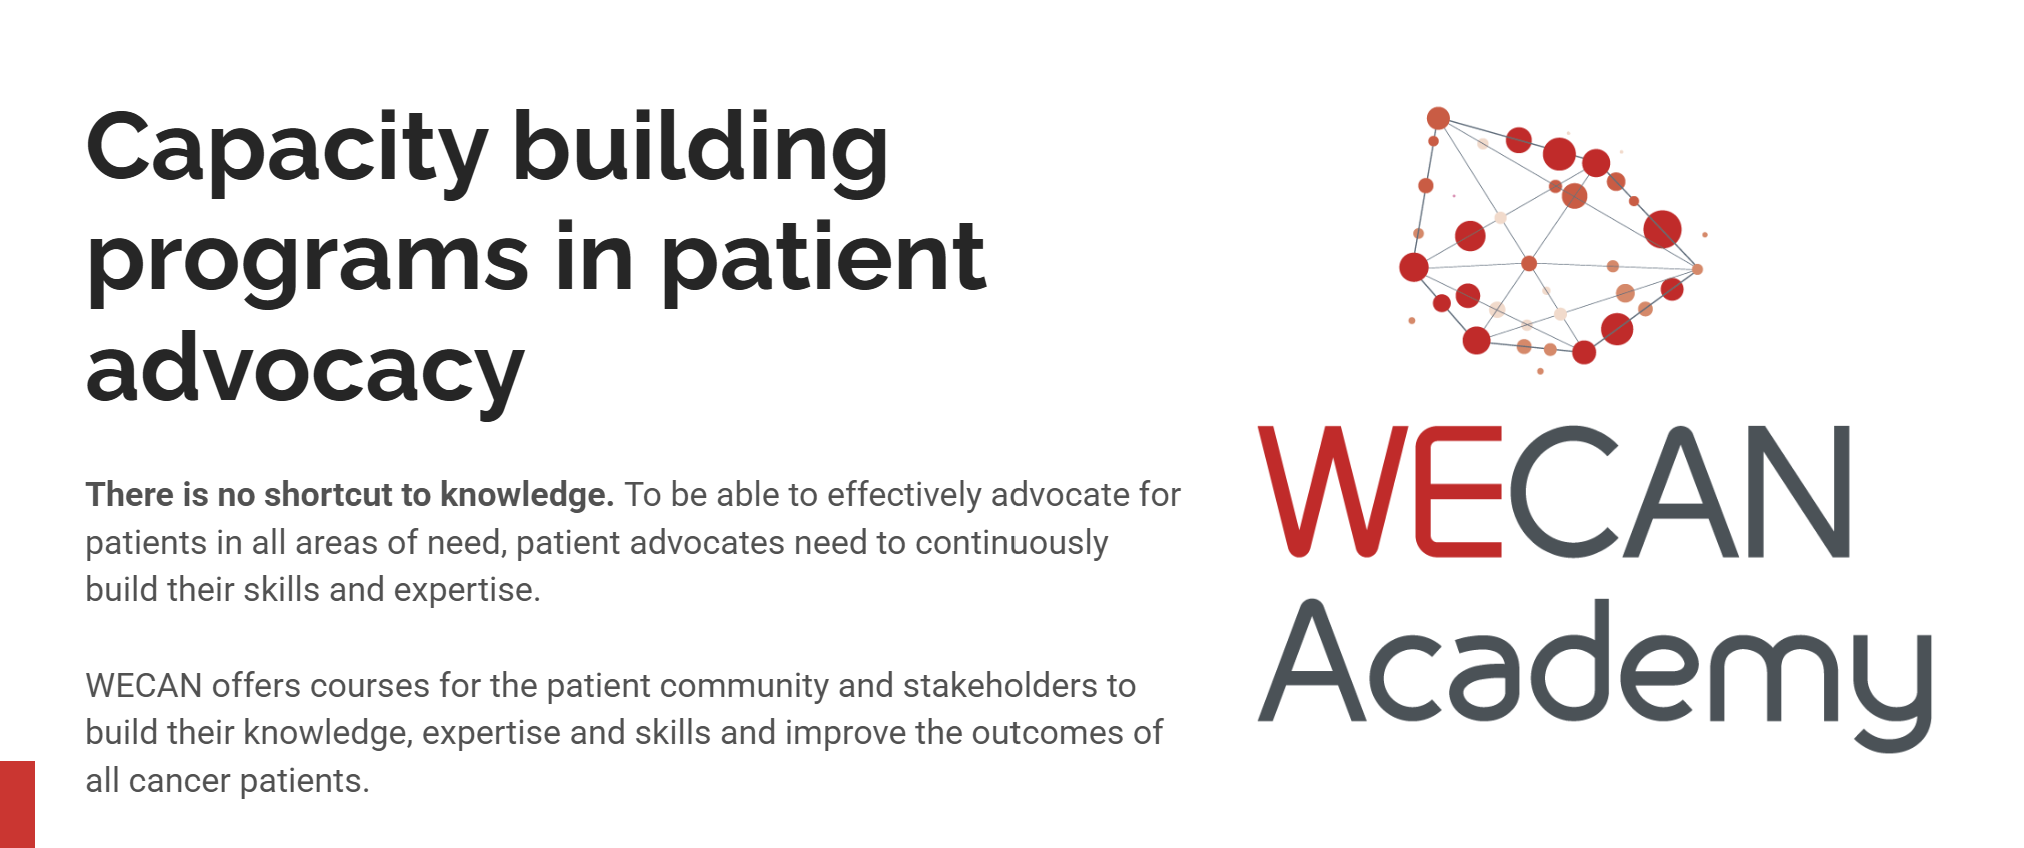 Capacity building
programs in patient
advocacy
There is no shortcut to knowledge. To be able to effectively advocate for
patients in all areas of need, patient advocates need to continuously
build their skills and expertise.
WECAN offers courses for the patient community and stakeholders to
build their knowledge, expertise and skills and improve the outcomes of
all cancer patients.
WECAN
Academy